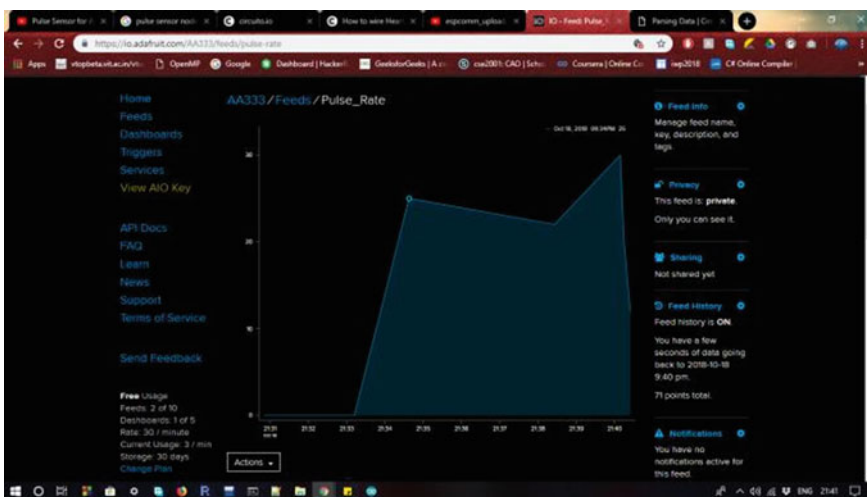 Pulse Sensor for
pulse sensor node
circuito.io
How to wire Hear
espcomm_upload
IO - Feed: Pulse_
Parsing Data |
https://io.adafruit.com/AA333/feeds/pulse-rate
Apps
OpenMP
Google
Dashboard | Hacker
GeeksforGeeks | A
cse2001: CAO | Sch
Coursera | Online Co
iwp2018
C# Online Compiler
AA333/Feeds/Pulse_Rate
Home
Feeds
Dashboards
Triggers
Services
View AIO Key
API Docs
FAQ
Learn
News
Support
Terms of Service
Send Feedback
Free Usage
Feeds: 2 of 10
Dashboards: 1 of 5
Rate: 30 / minute
Current Usage: 3 / min
Storage: 30 days
Change Plan
30
20
10
0
21:31
21:32
21:33
21:34
21:35
21:36
21:37
21:38
21:39
21:40
Actions
Feed Info
Manage feed name,
key, description, and
tags.
Privacy
This feed is: private.
Only you can see it.
Sharing
Not shared yet
Feed History
Feed history is ON.
You have a few
seconds of data going
back to 2018-10-18
9:40 pm.
71 points total.
Notifications
You have no
notifications active for
this feed.
ENG 21:41